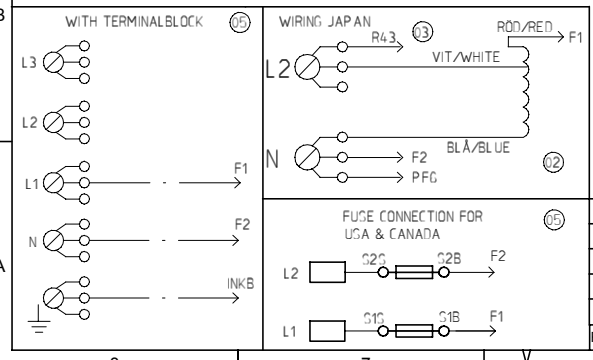 B
WITH TERMINALBLOCK 05
L3
L2
L1 F1
N F2
INKB
A
WIRING JAPAN 03
RÖD/RED F1
R43
L2 VIT/WHITE
BLÅ/BLUE
N F2
PFG
02
FUSE CONNECTION FOR 05
USA & CANADA
L2 S2S S2B F2
L1 S1S S1B F1